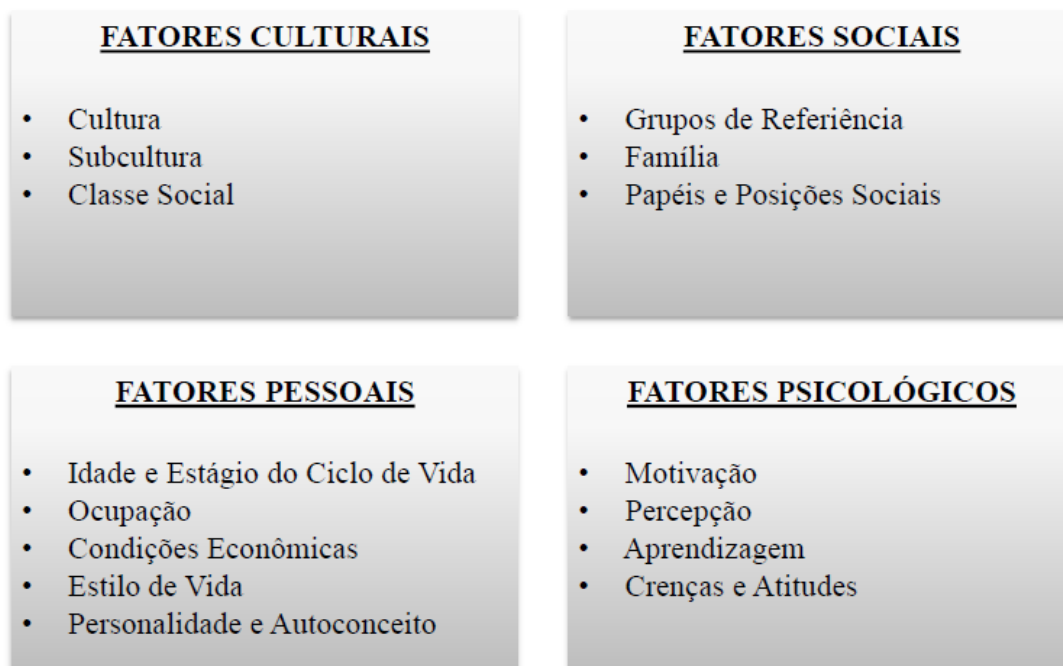 FATORES CULTURAIS
• Cultura
• Subcultura
• Classe Social
FATORES SOCIAIS
• Grupos de Referiência
• Família
• Papéis e Posições Sociais
FATORES PESSOAIS
• Idade e Estágio do Ciclo de Vida
• Ocupação
• Condições Econômicas
• Estilo de Vida
• Personalidade e Autoconceito
FATORES PSICOLÓGICOS
• Motivação
• Percepção
• Aprendizagem
• Crenças e Atitudes